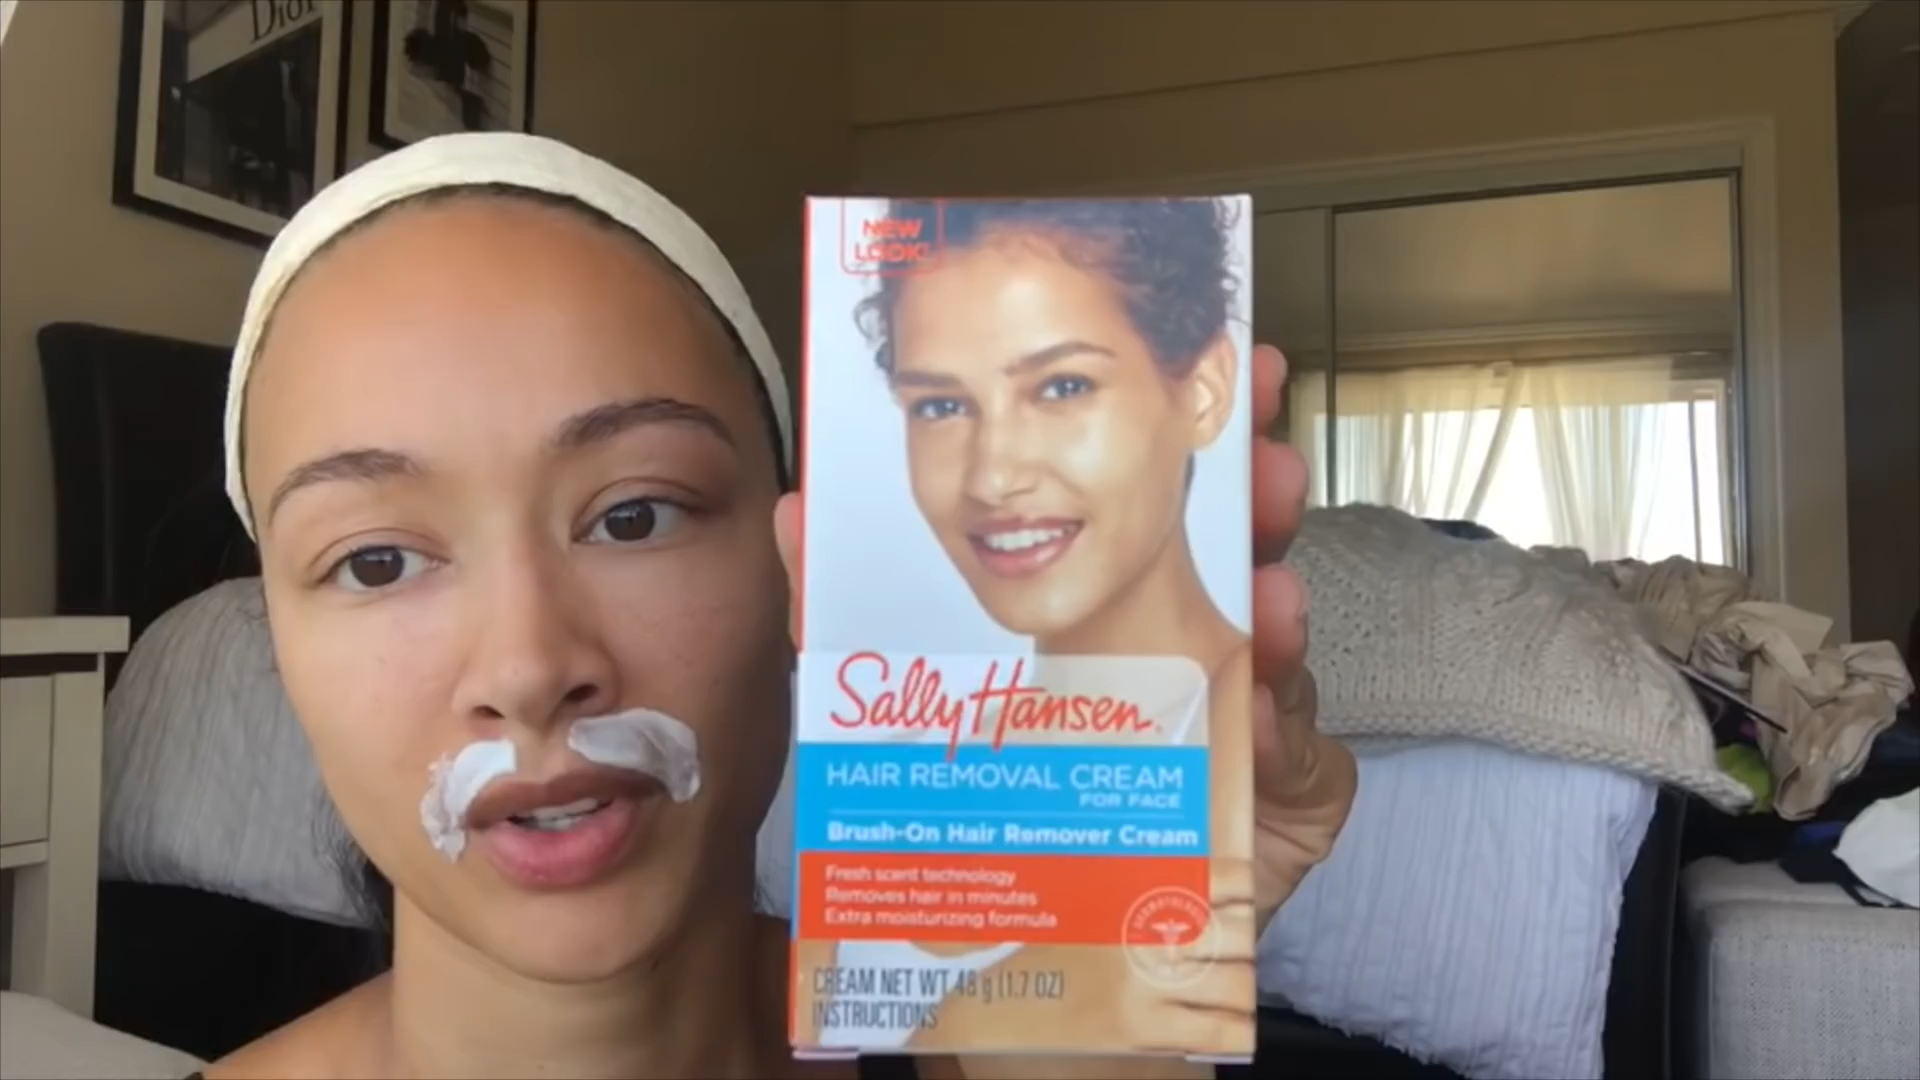 Dior
NEW
LOOK!
Sally Hansen
HAIR REMOVAL CREAM
FOR FACE
Brush-On Hair Remover Cream
Fresh scent technology
Removes hair in minutes
Extra moisturizing formula
CREAM NET WT 48 g (1.7 OZ)
INSTRUCTIONS